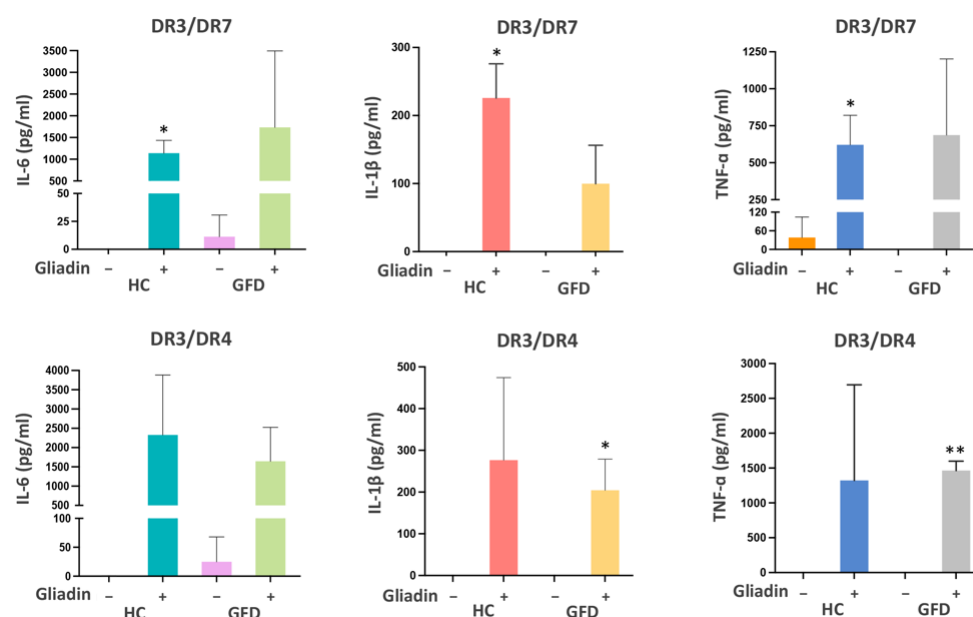 DR3/DR7
IL-6 (pg/ml)
3500
3000
2500
2000
1500
1000
500
50
25
0
*
Gliadin − + − +
HC GFD
DR3/DR7
IL-1β (pg/ml)
300
200
100
0
*
− + − +
HC GFD
DR3/DR7
TNF-α (pg/ml)
1250
1000
750
500
250
120
60
0
*
Gliadin − + − +
HC GFD
DR3/DR4
IL-6 (pg/ml)
4000
3500
3000
2500
2000
1500
1000
500
100
50
0
Gliadin − + − +
HC GFD
DR3/DR4
IL-1β (pg/ml)
500
400
300
200
100
0
*
Gliadin − + − +
HC GFD
DR3/DR4
TNF-α (pg/ml)
3000
2500
2000
1500
1000
500
0
**
Gliadin − + − +
HC GFD